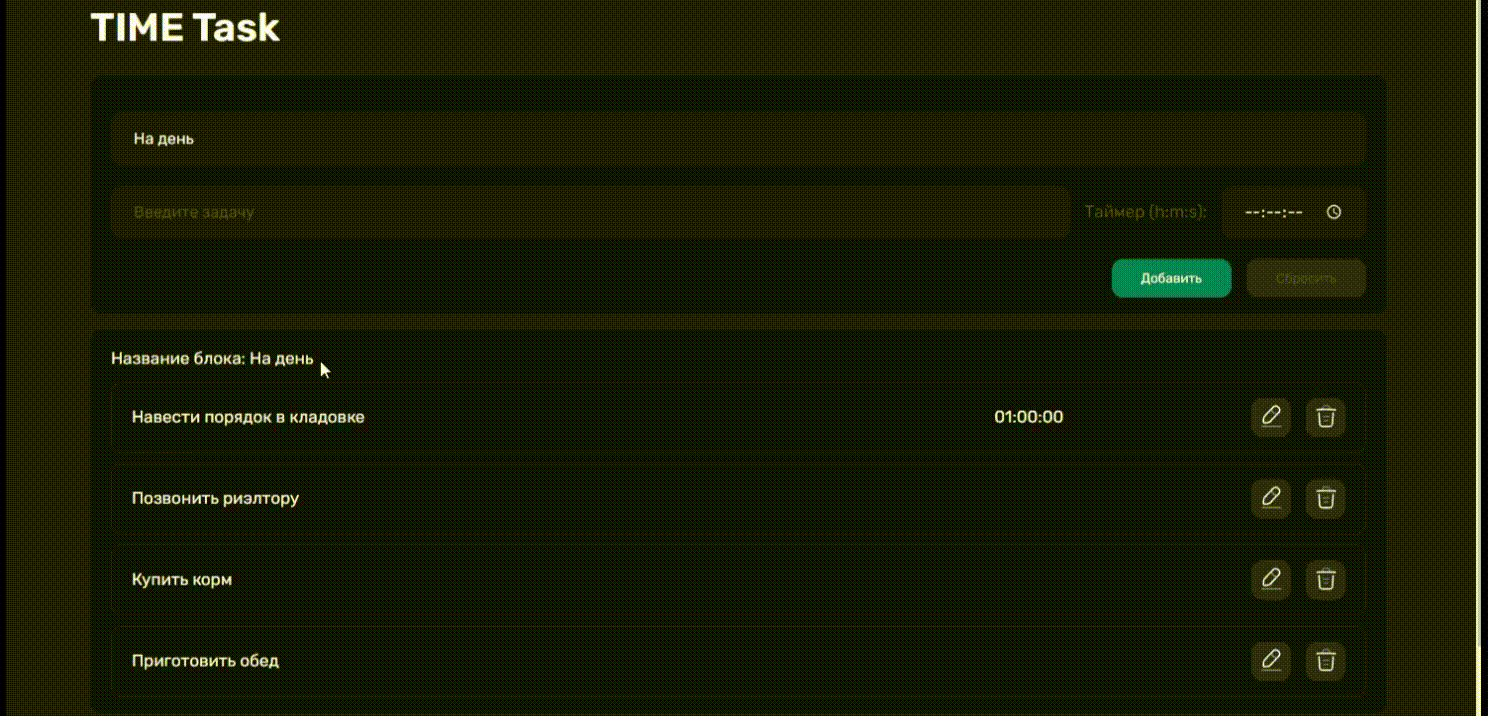 TIME Task
На день
Введите задачу Таймер (h:m:s): --:--:--
Добавить Сбросить
Название блока: На день
Навести порядок в кладовке 01:00:00
Позвонить риэлтору
Купить корм
Приготовить обед